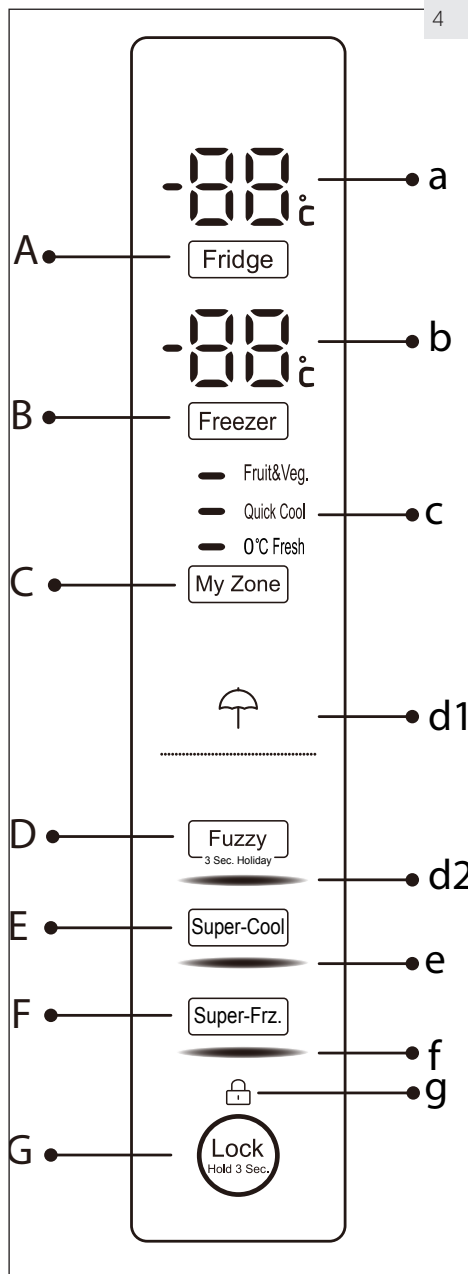 4
-88°c
a
A
Fridge
-88°c
b
B
Freezer
Fruit&Veg.
Quick Cool
c
0°C Fresh
C
My Zone
d1
D
Fuzzy
3 Sec. Holiday
d2
E
Super-Cool
e
F
Super-Frz.
f
g
G
Lock
Hold 3 Sec.